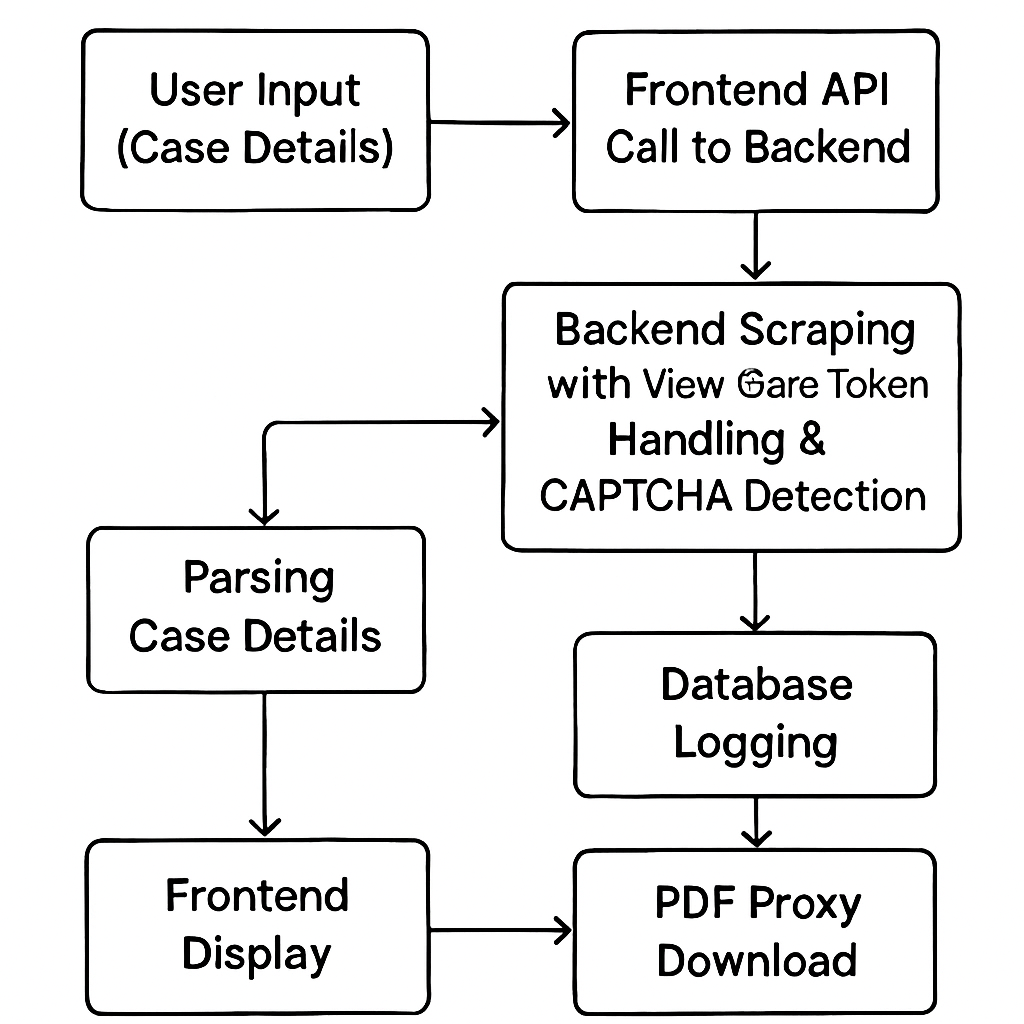 User Input
(Case Details)
Frontend API
Call to Backend
Backend Scraping
with View Token
Handling &
CAPTCHA Detection
Parsing
Case Details
Database
Logging
Frontend
Display
PDF Proxy
Download